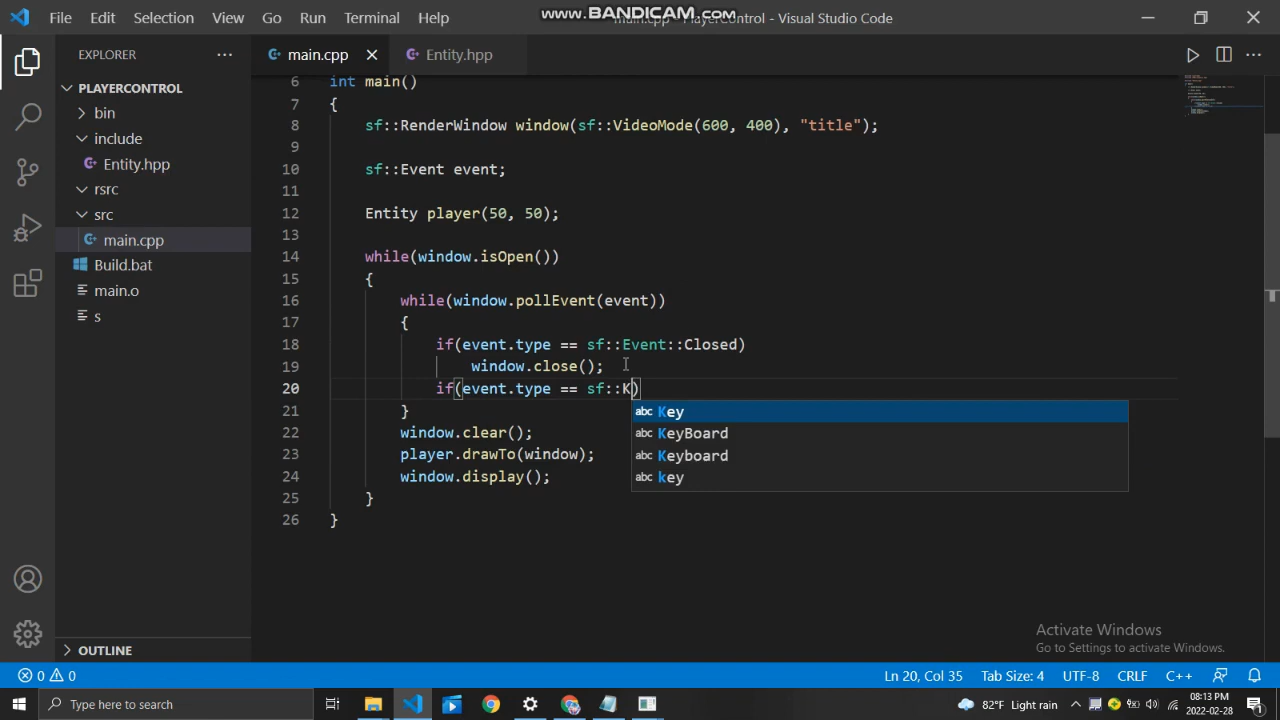 File Edit Selection View Go Run Terminal Help
www.BANDICAM.com
main.cpp - PlayerControl - Visual Studio Code
EXPLORER
main.cpp
Entity.hpp
PLAYERCONTROL
bin
include
Entity.hpp
rsrc
src
main.cpp
Build.bat
main.o
s
OUTLINE
6 int main()
7 {
8 sf::RenderWindow window(sf::VideoMode(600, 400), "title");
9
10 sf::Event event;
11
12 Entity player(50, 50);
13
14 while(window.isOpen())
15 {
16 while(window.pollEvent(event))
17 {
18 if(event.type == sf::Event::Closed)
19 window.close();
20 if(event.type == sf::K)
21 }
22 window.clear();
23 player.drawTo(window);
24 window.display();
25 }
26 }
abc Key
abc KeyBoard
abc Keyboard
abc key
Activate Windows
Go to Settings to activate Windows.
0 0 Ln 20, Col 35 Tab Size: 4 UTF-8 CRLF C++
Type here to search
82°F Light rain
08:13 PM
2022-02-28